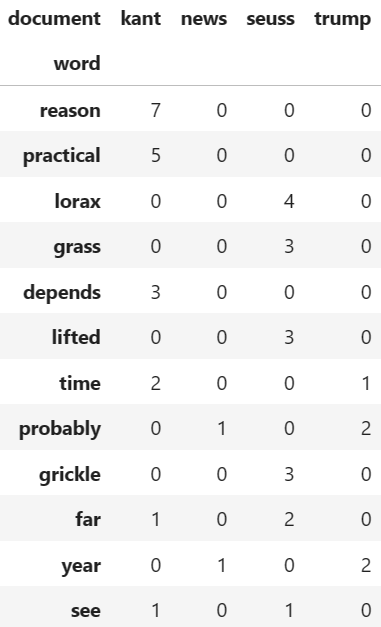 document kant news seuss trump
word
reason 7 0 0 0
practical 5 0 0 0
lorax 0 0 4 0
grass 0 0 3 0
depends 3 0 0 0
lifted 0 0 3 0
time 2 0 0 1
probably 0 1 0 2
grickle 0 0 3 0
far 1 0 2 0
year 0 1 0 2
see 1 0 1 0